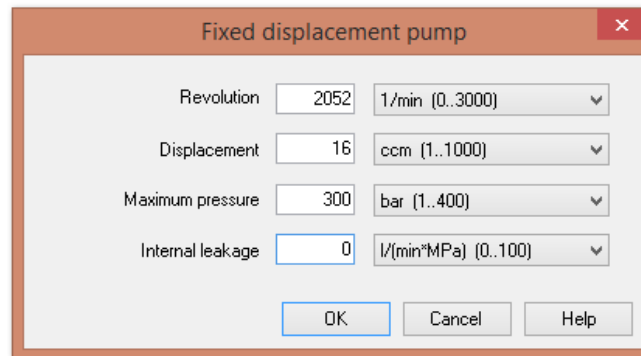 Fixed displacement pump
Revolution 2052 1/min (0..3000)
Displacement 16 ccm (1..1000)
Maximum pressure 300 bar (1..400)
Internal leakage 0 l/(min*MPa) (0..100)
OK Cancel Help